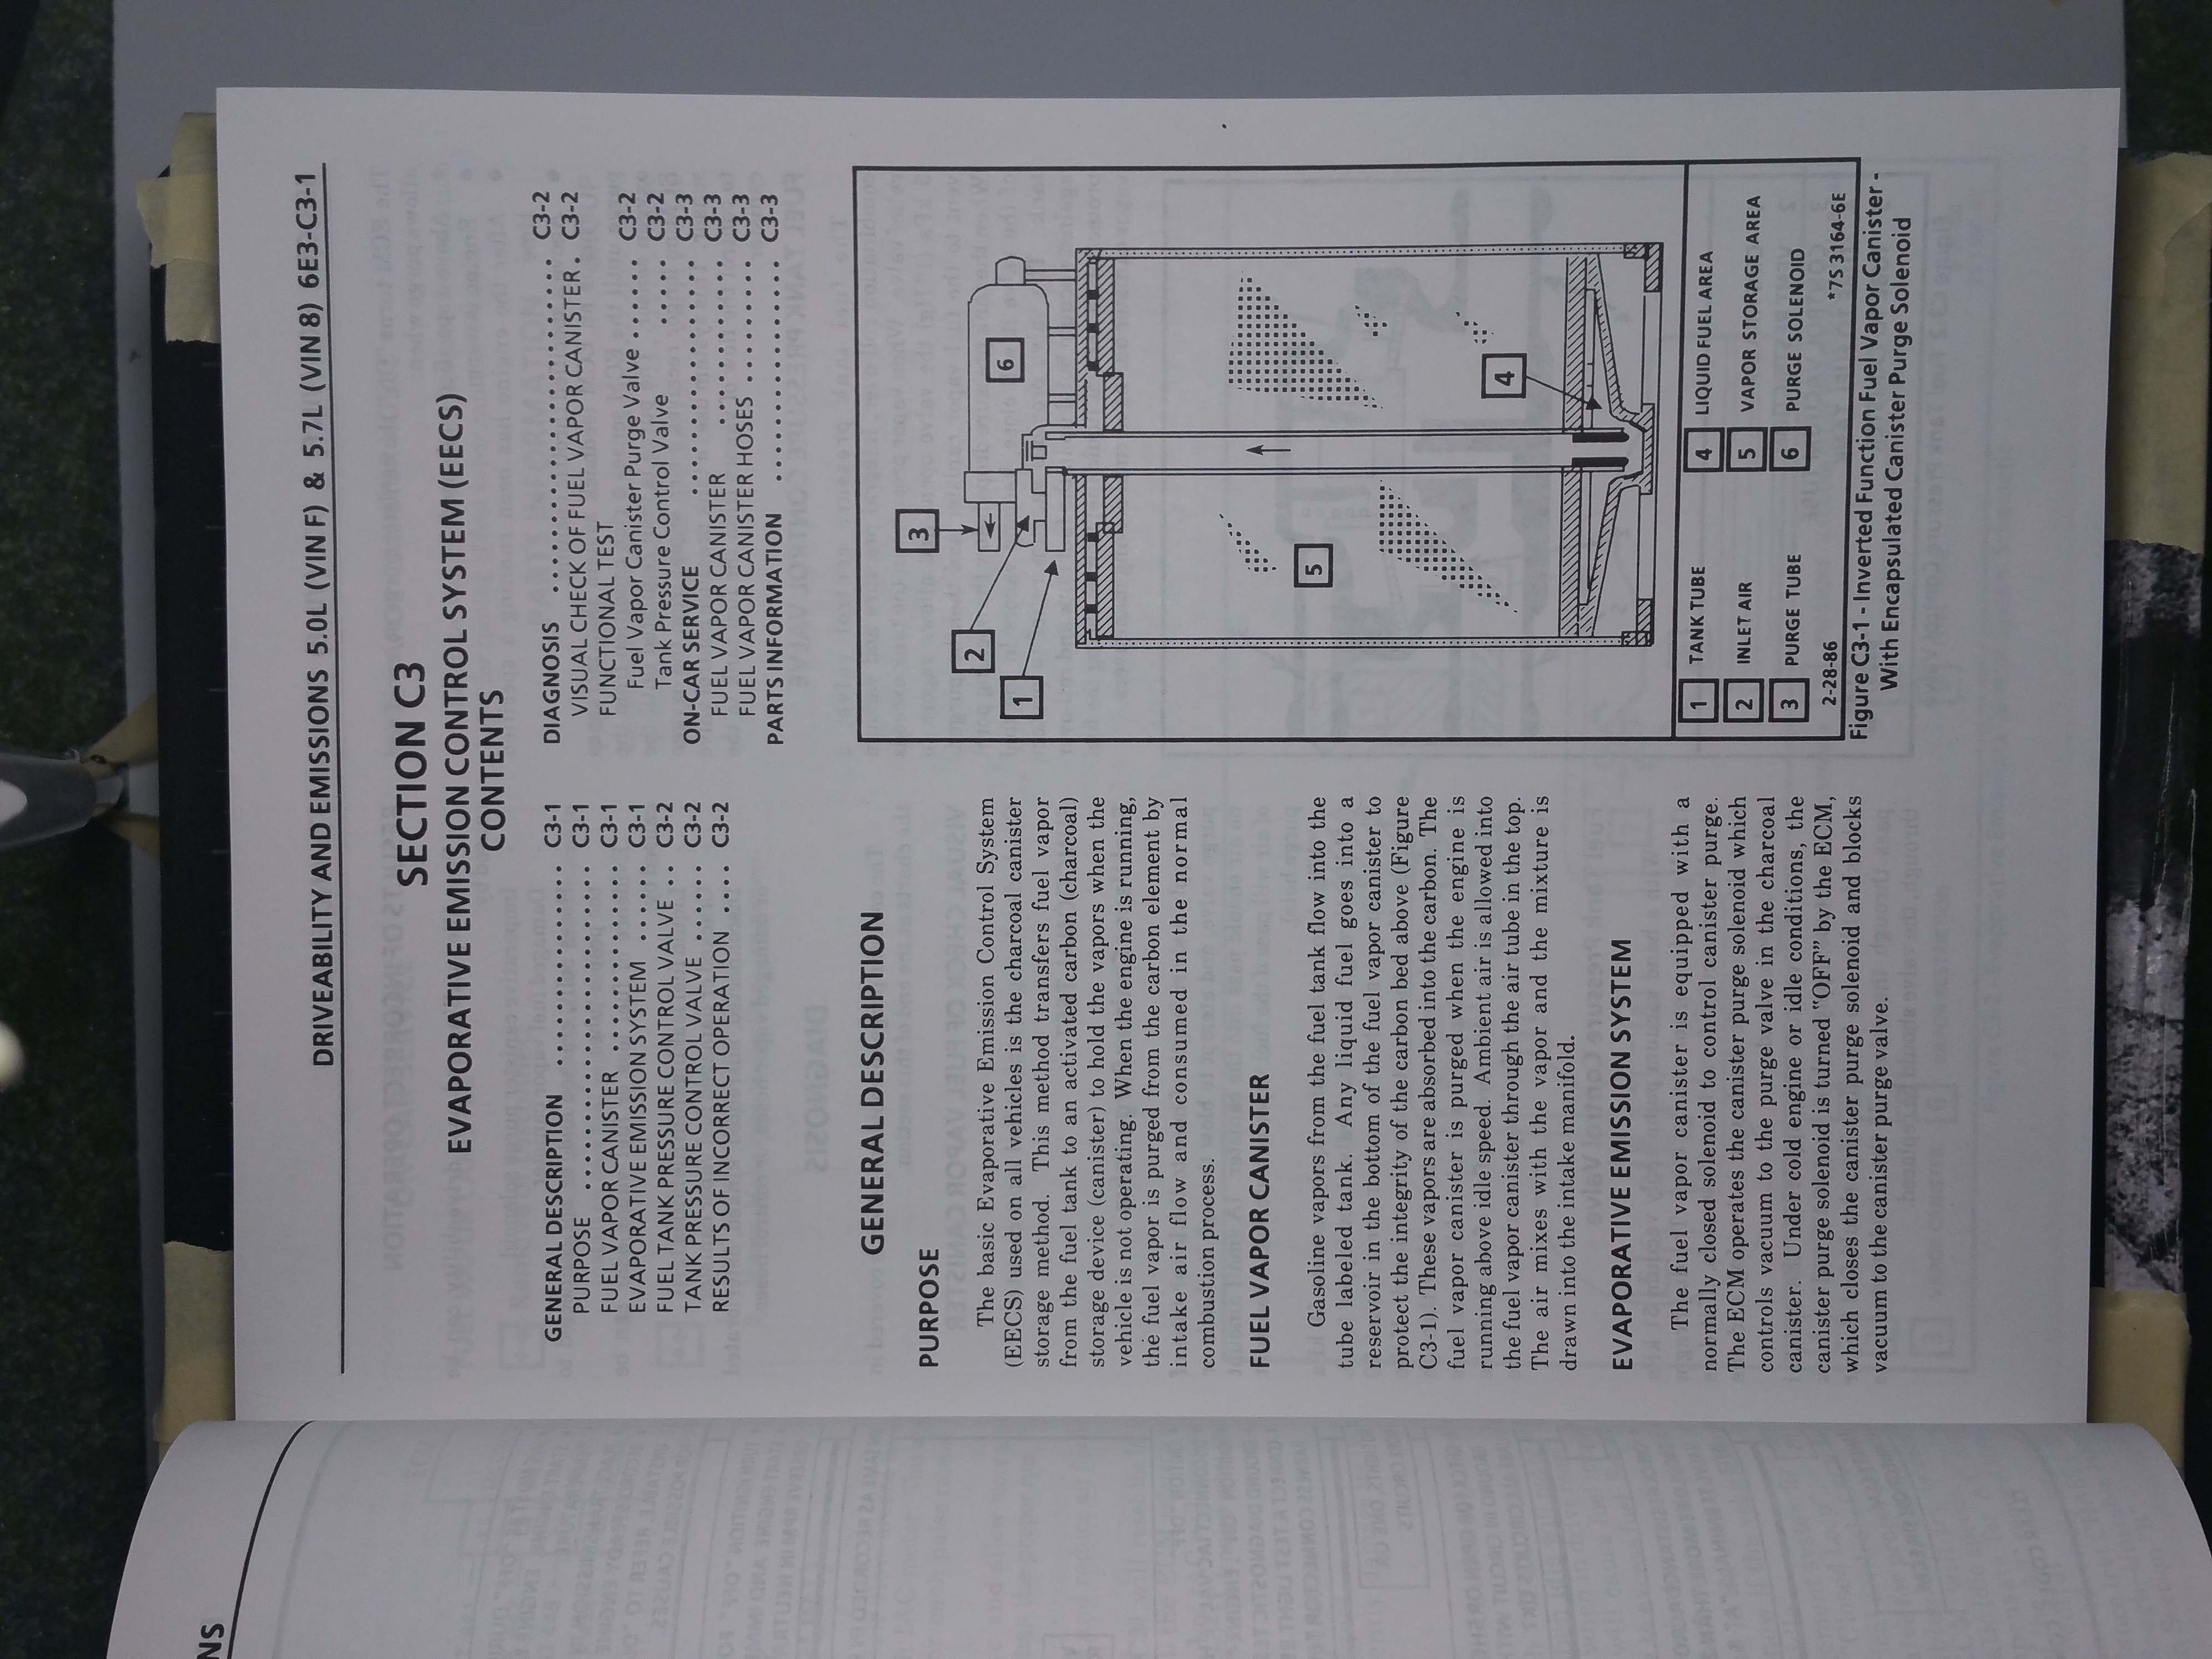 DRIVEABILITY AND EMISSIONS 5.0L (VIN F) & 5.7L (VIN 8) 6E3-C3-1
SECTION C3
EVAPORATIVE EMISSION CONTROL SYSTEM (EECS)
CONTENTS
GENERAL DESCRIPTION .................... C3-1
PURPOSE ............................. C3-1
FUEL VAPOR CANISTER .................. C3-1
EVAPORATIVE EMISSION SYSTEM ...... C3-1
FUEL TANK PRESSURE CONTROL VALVE .. C3-2
TANK PRESSURE CONTROL VALVE ...... C3-2
RESULTS OF INCORRECT OPERATION .... C3-2
DIAGNOSIS ............................. C3-2
VISUAL CHECK OF FUEL VAPOR CANISTER . C3-2
FUNCTIONAL TEST
Fuel Vapor Canister Purge Valve ...... C3-2
Tank Pressure Control Valve ...... C3-2
ON-CAR SERVICE ...................... C3-3
FUEL VAPOR CANISTER ............... C3-3
FUEL VAPOR CANISTER HOSES ......... C3-3
PARTS INFORMATION .................... C3-3
GENERAL DESCRIPTION
PURPOSE
The basic Evaporative Emission Control System
(EECS) used on all vehicles is the charcoal canister
storage method. This method transfers fuel vapor
from the fuel tank to an activated carbon (charcoal)
storage device (canister) to hold the vapors when the
vehicle is not operating. When the engine is running,
the fuel vapor is purged from the carbon element by
intake air flow and consumed in the normal
combustion process.
FUEL VAPOR CANISTER
Gasoline vapors from the fuel tank flow into the
tube labelled tank. Any liquid fuel goes into a
reservoir in the bottom of the fuel vapor canister to
protect the integrity of the carbon bed above (Figure
C3-1). These vapors are absorbed into the carbon. The
fuel vapor canister is purged when the engine is
running above idle speed. Ambient air is allowed into
the fuel vapor canister through the air tube in the top.
The air mixes with the vapor and the mixture is
drawn into the intake manifold.
EVAPORATIVE EMISSION SYSTEM
The fuel vapor canister is equipped with a
normally closed solenoid to control canister purge.
The ECM operates the canister purge solenoid which
controls vacuum to the purge valve in the charcoal
canister. Under cold engine or idle conditions, the
canister purge solenoid is turned "OFF" by the ECM,
which closes the canister purge solenoid and blocks
vacuum to the canister purge valve.
3
6
2
1
5
4
1 TANK TUBE
2 INLET AIR
3 PURGE TUBE
4 LIQUID FUEL AREA
5 VAPOR STORAGE AREA
6 PURGE SOLENOID
2-28-86
*7S 3164-6E
Figure C3-1 - Inverted Function Fuel Vapor Canister -
With Encapsulated Canister Purge Solenoid
NS